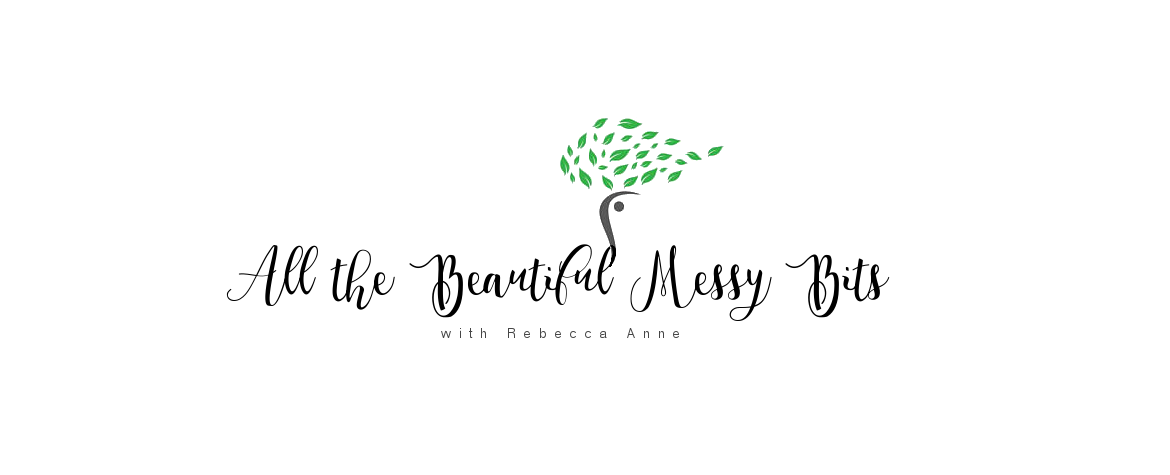 All the Beautiful Messy Bits
with Rebecca Anne